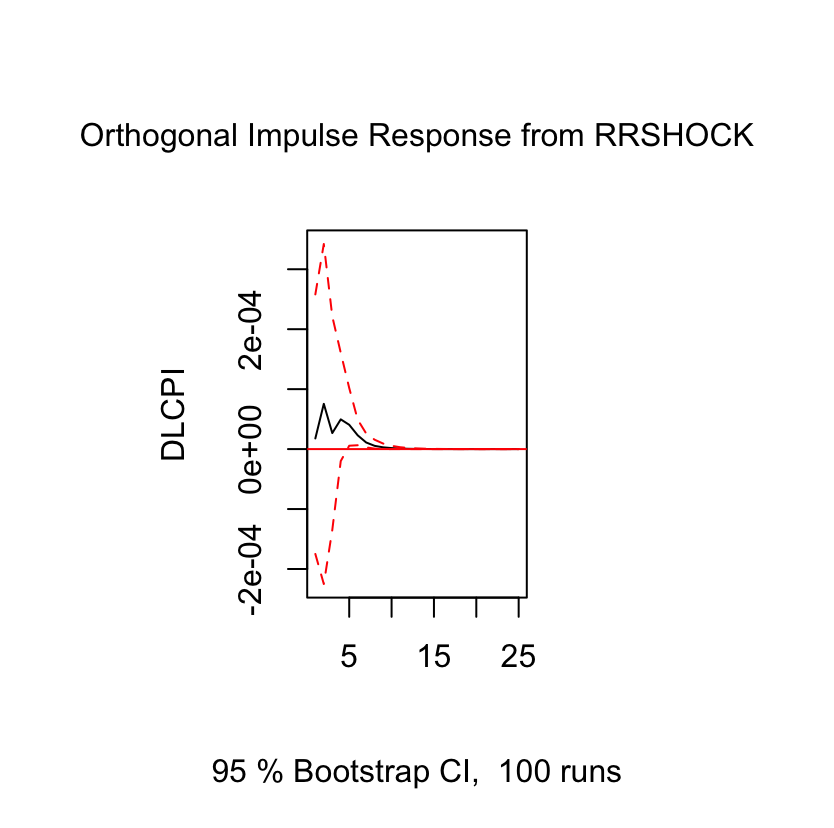 Orthogonal Impulse Response from RRSHOCK
DLCPI
2e-04
0e+00
-2e-04
5
15
25
95 % Bootstrap CI,  100 runs